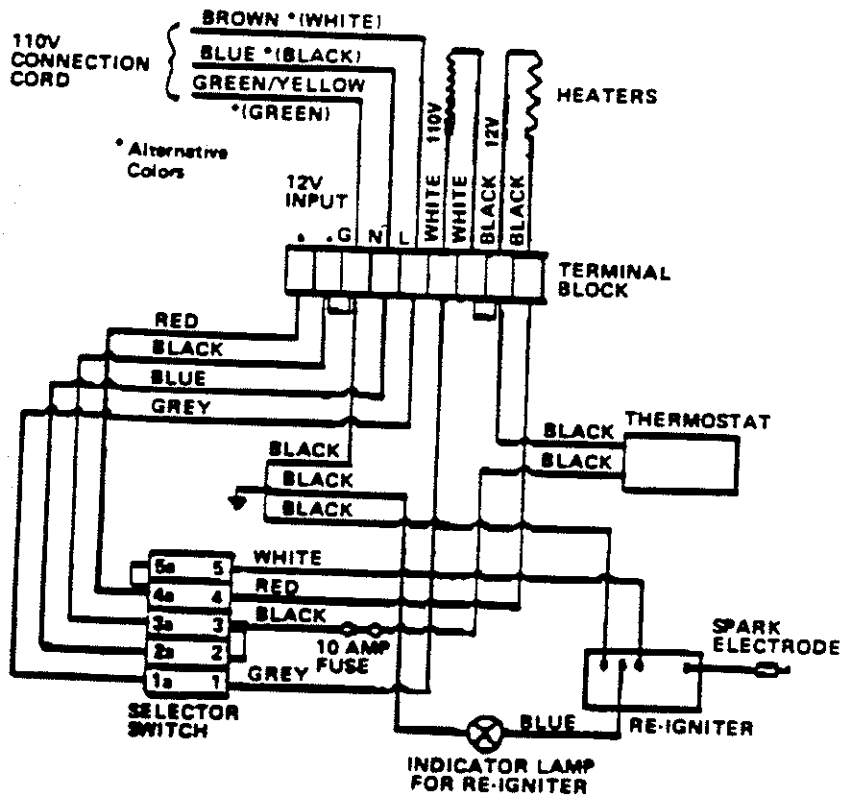 BROWN *(WHITE)
110V
CONNECTION
CORD
BLUE *(BLACK)
GREEN/YELLOW
*(GREEN)
* Alternative
Colors
12V
INPUT
G N L
WHITE
110V
WHITE
BLACK
12V
BLACK
HEATERS
TERMINAL
BLOCK
RED
BLACK
BLUE
GREY
THERMOSTAT
BLACK
BLACK
BLACK
BLACK
BLACK
5a 5
4a 4
3a 3
2a 2
1a 1
WHITE
RED
BLACK
10 AMP
FUSE
GREY
SELECTOR
SWITCH
SPARK
ELECTRODE
RE-IGNITER
BLUE
INDICATOR LAMP
FOR RE-IGNITER